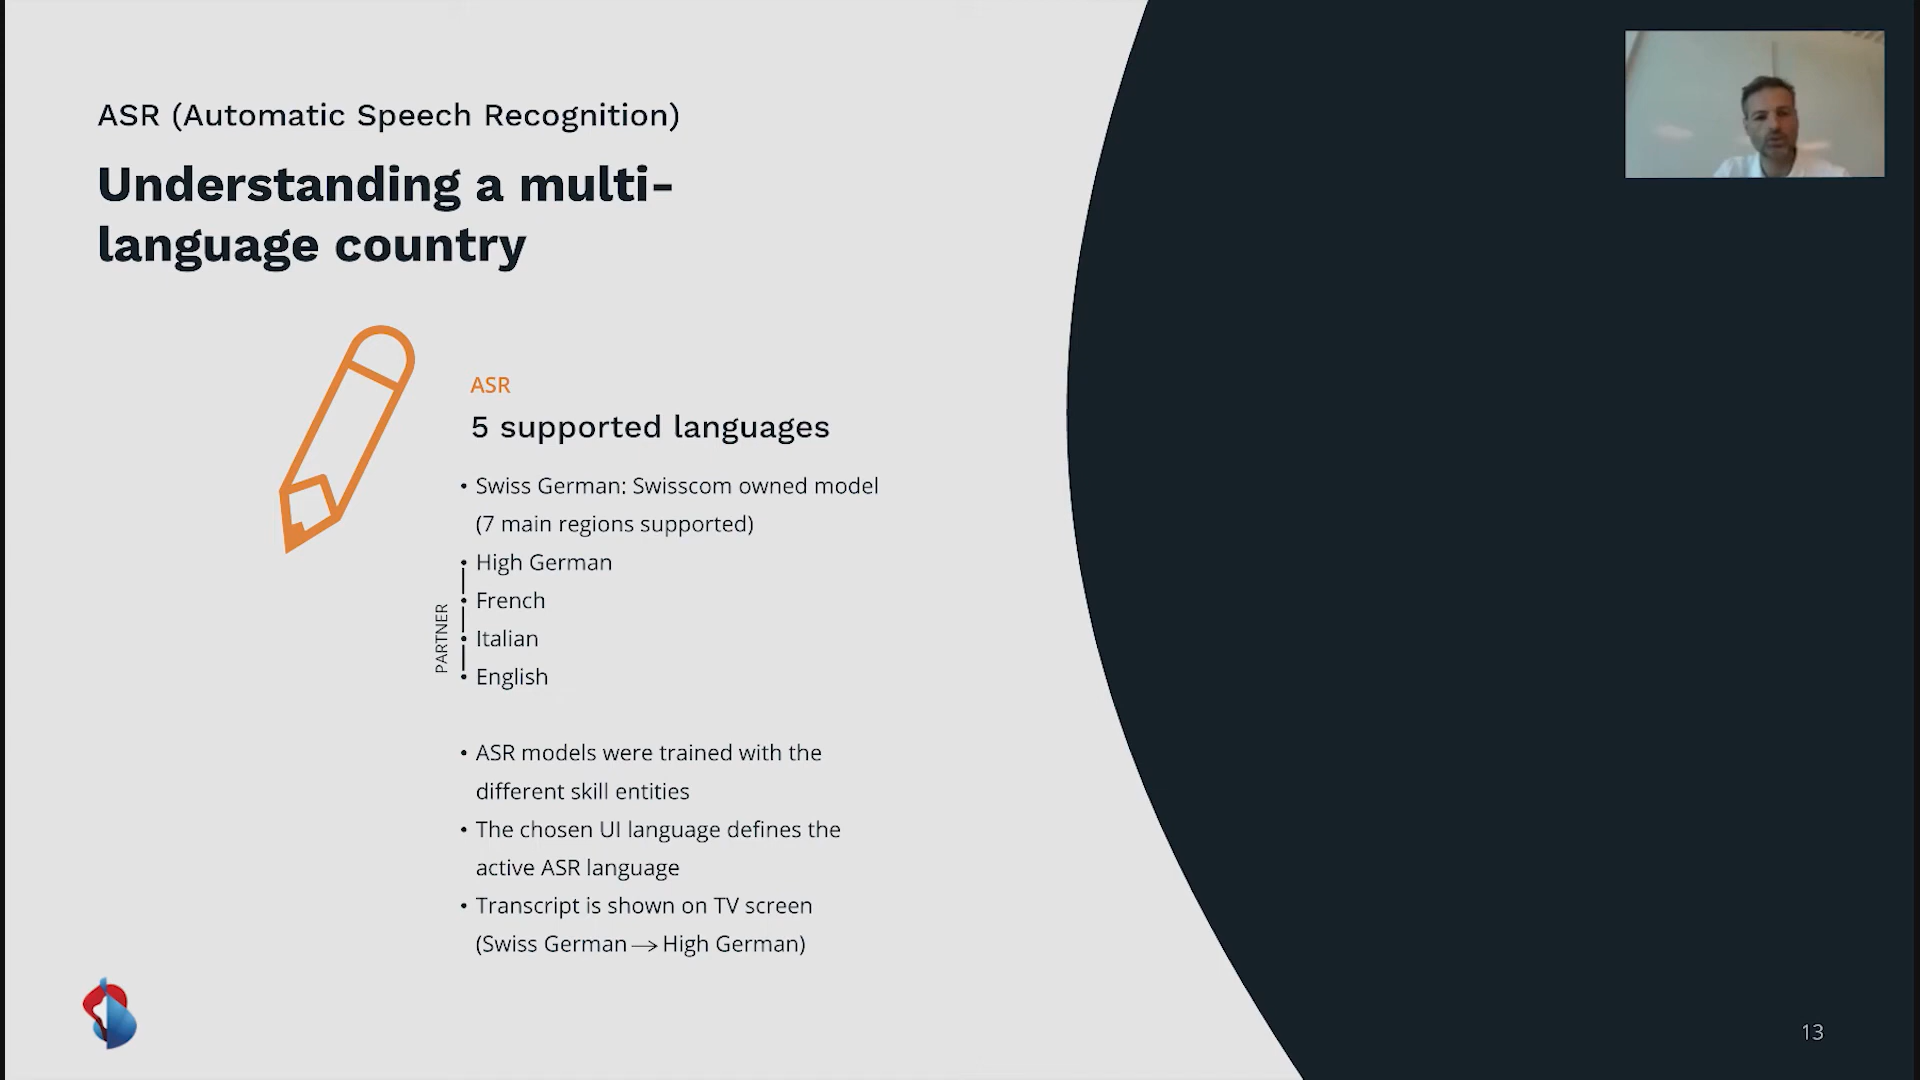 ASR (Automatic Speech Recognition)
Understanding a multi-
language country
ASR
5 supported languages
• Swiss German: Swisscom owned model
(7 main regions supported)
• High German
• French
• Italian
• English
PARTNER
• ASR models were trained with the
different skill entities
• The chosen UI language defines the
active ASR language
• Transcript is shown on TV screen
(Swiss German → High German)
13